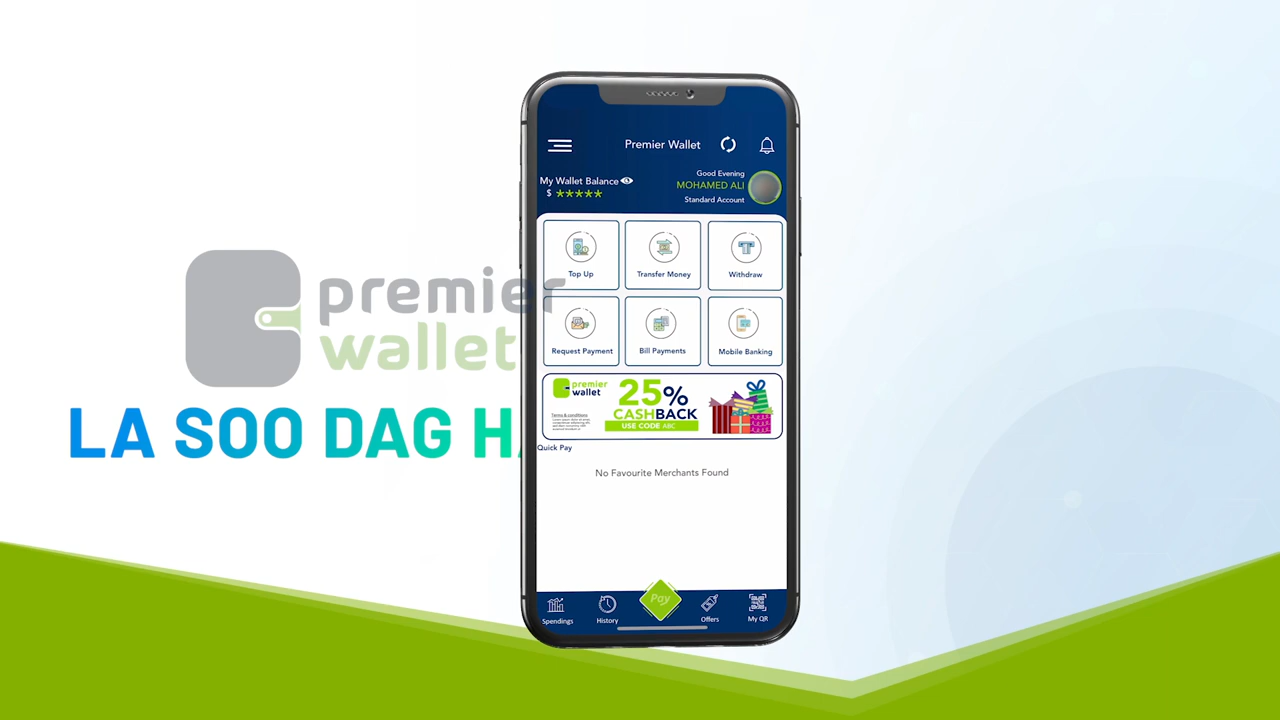 premier
wallet
LA SOO DAG
Premier Wallet
My Wallet Balance
$ *****
Good Evening
MOHAMED ALI
Standard Account
Top Up
Transfer Money
Withdraw
Request Payment
Bill Payments
Mobile Banking
premier
wallet
Terms & conditions
25%
CASHBACK
USE CODE ABC
Quick Pay
No Favourite Merchants Found
Spendings
History
Pay
Offers
My QR